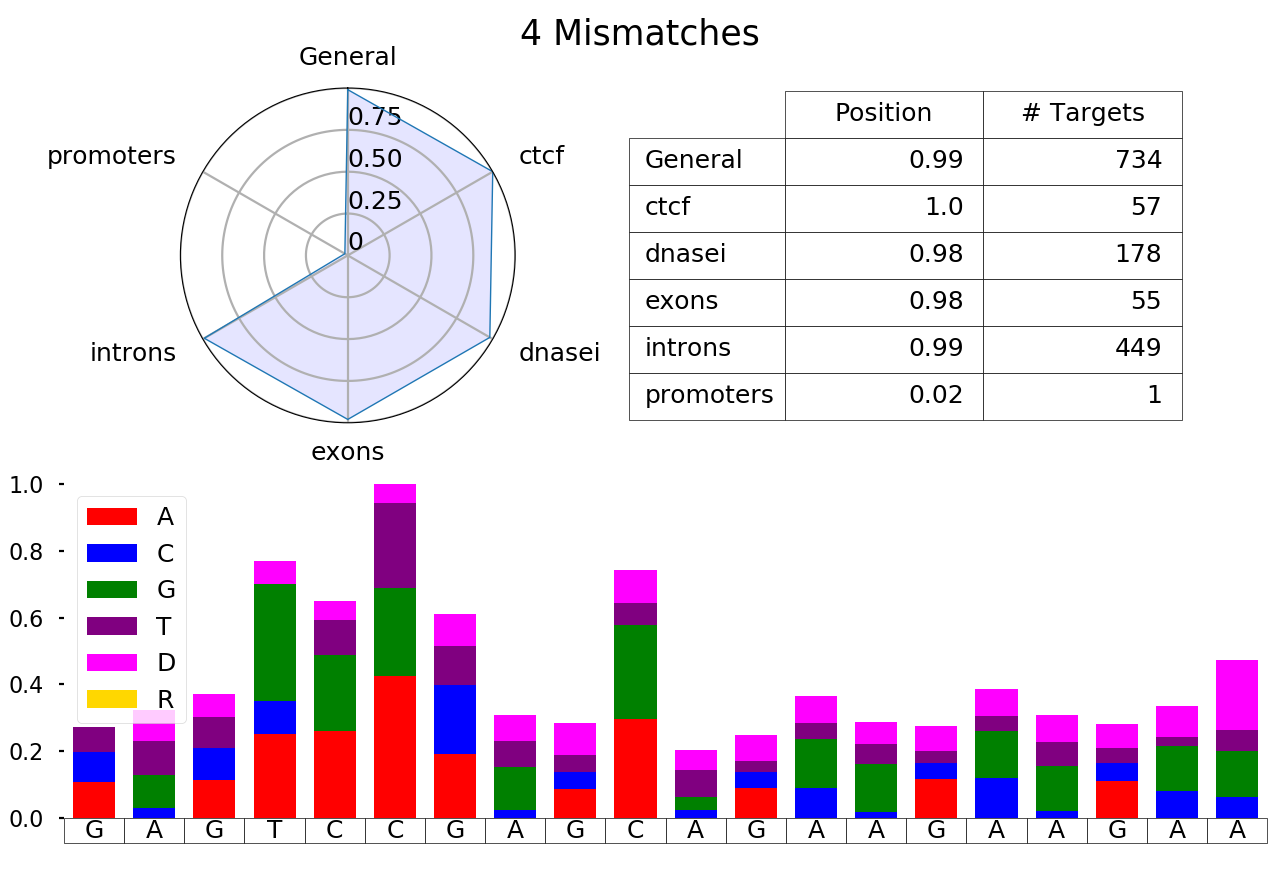 4 Mismatches
General
promoters
ctcf
introns
dnasei
exons
0.75
0.50
0.25
0
Position # Targets
General 0.99 734
ctcf 1.0 57
dnasei 0.98 178
exons 0.98 55
introns 0.99 449
promoters 0.02 1
1.0
0.8
0.6
0.4
0.2
0.0
A
C
G
T
D
R
G A G T C C G A G C A G A A G A A G A A